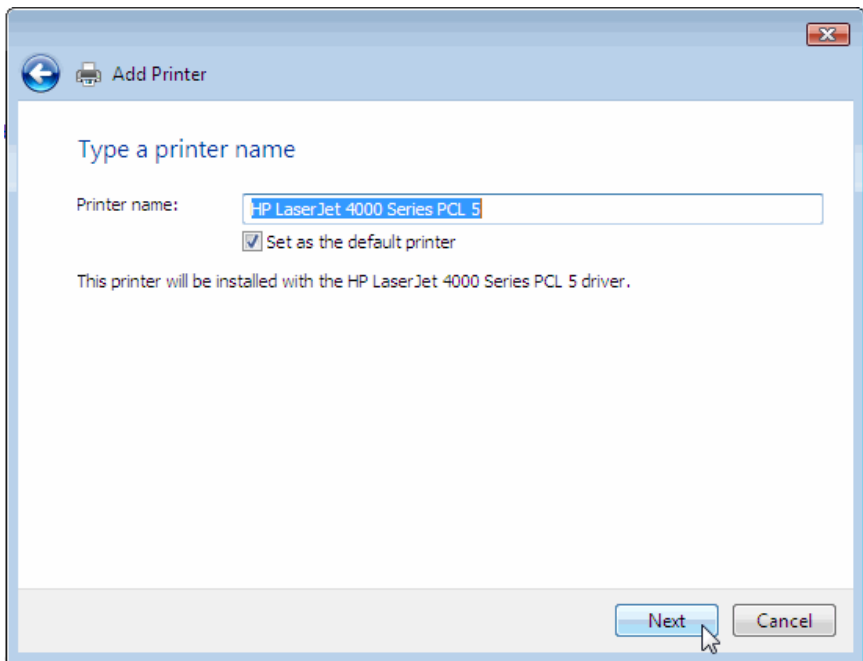 Add Printer
Type a printer name
Printer name: HP LaserJet 4000 Series PCL 5
Set as the default printer
This printer will be installed with the HP LaserJet 4000 Series PCL 5 driver.
Next Cancel